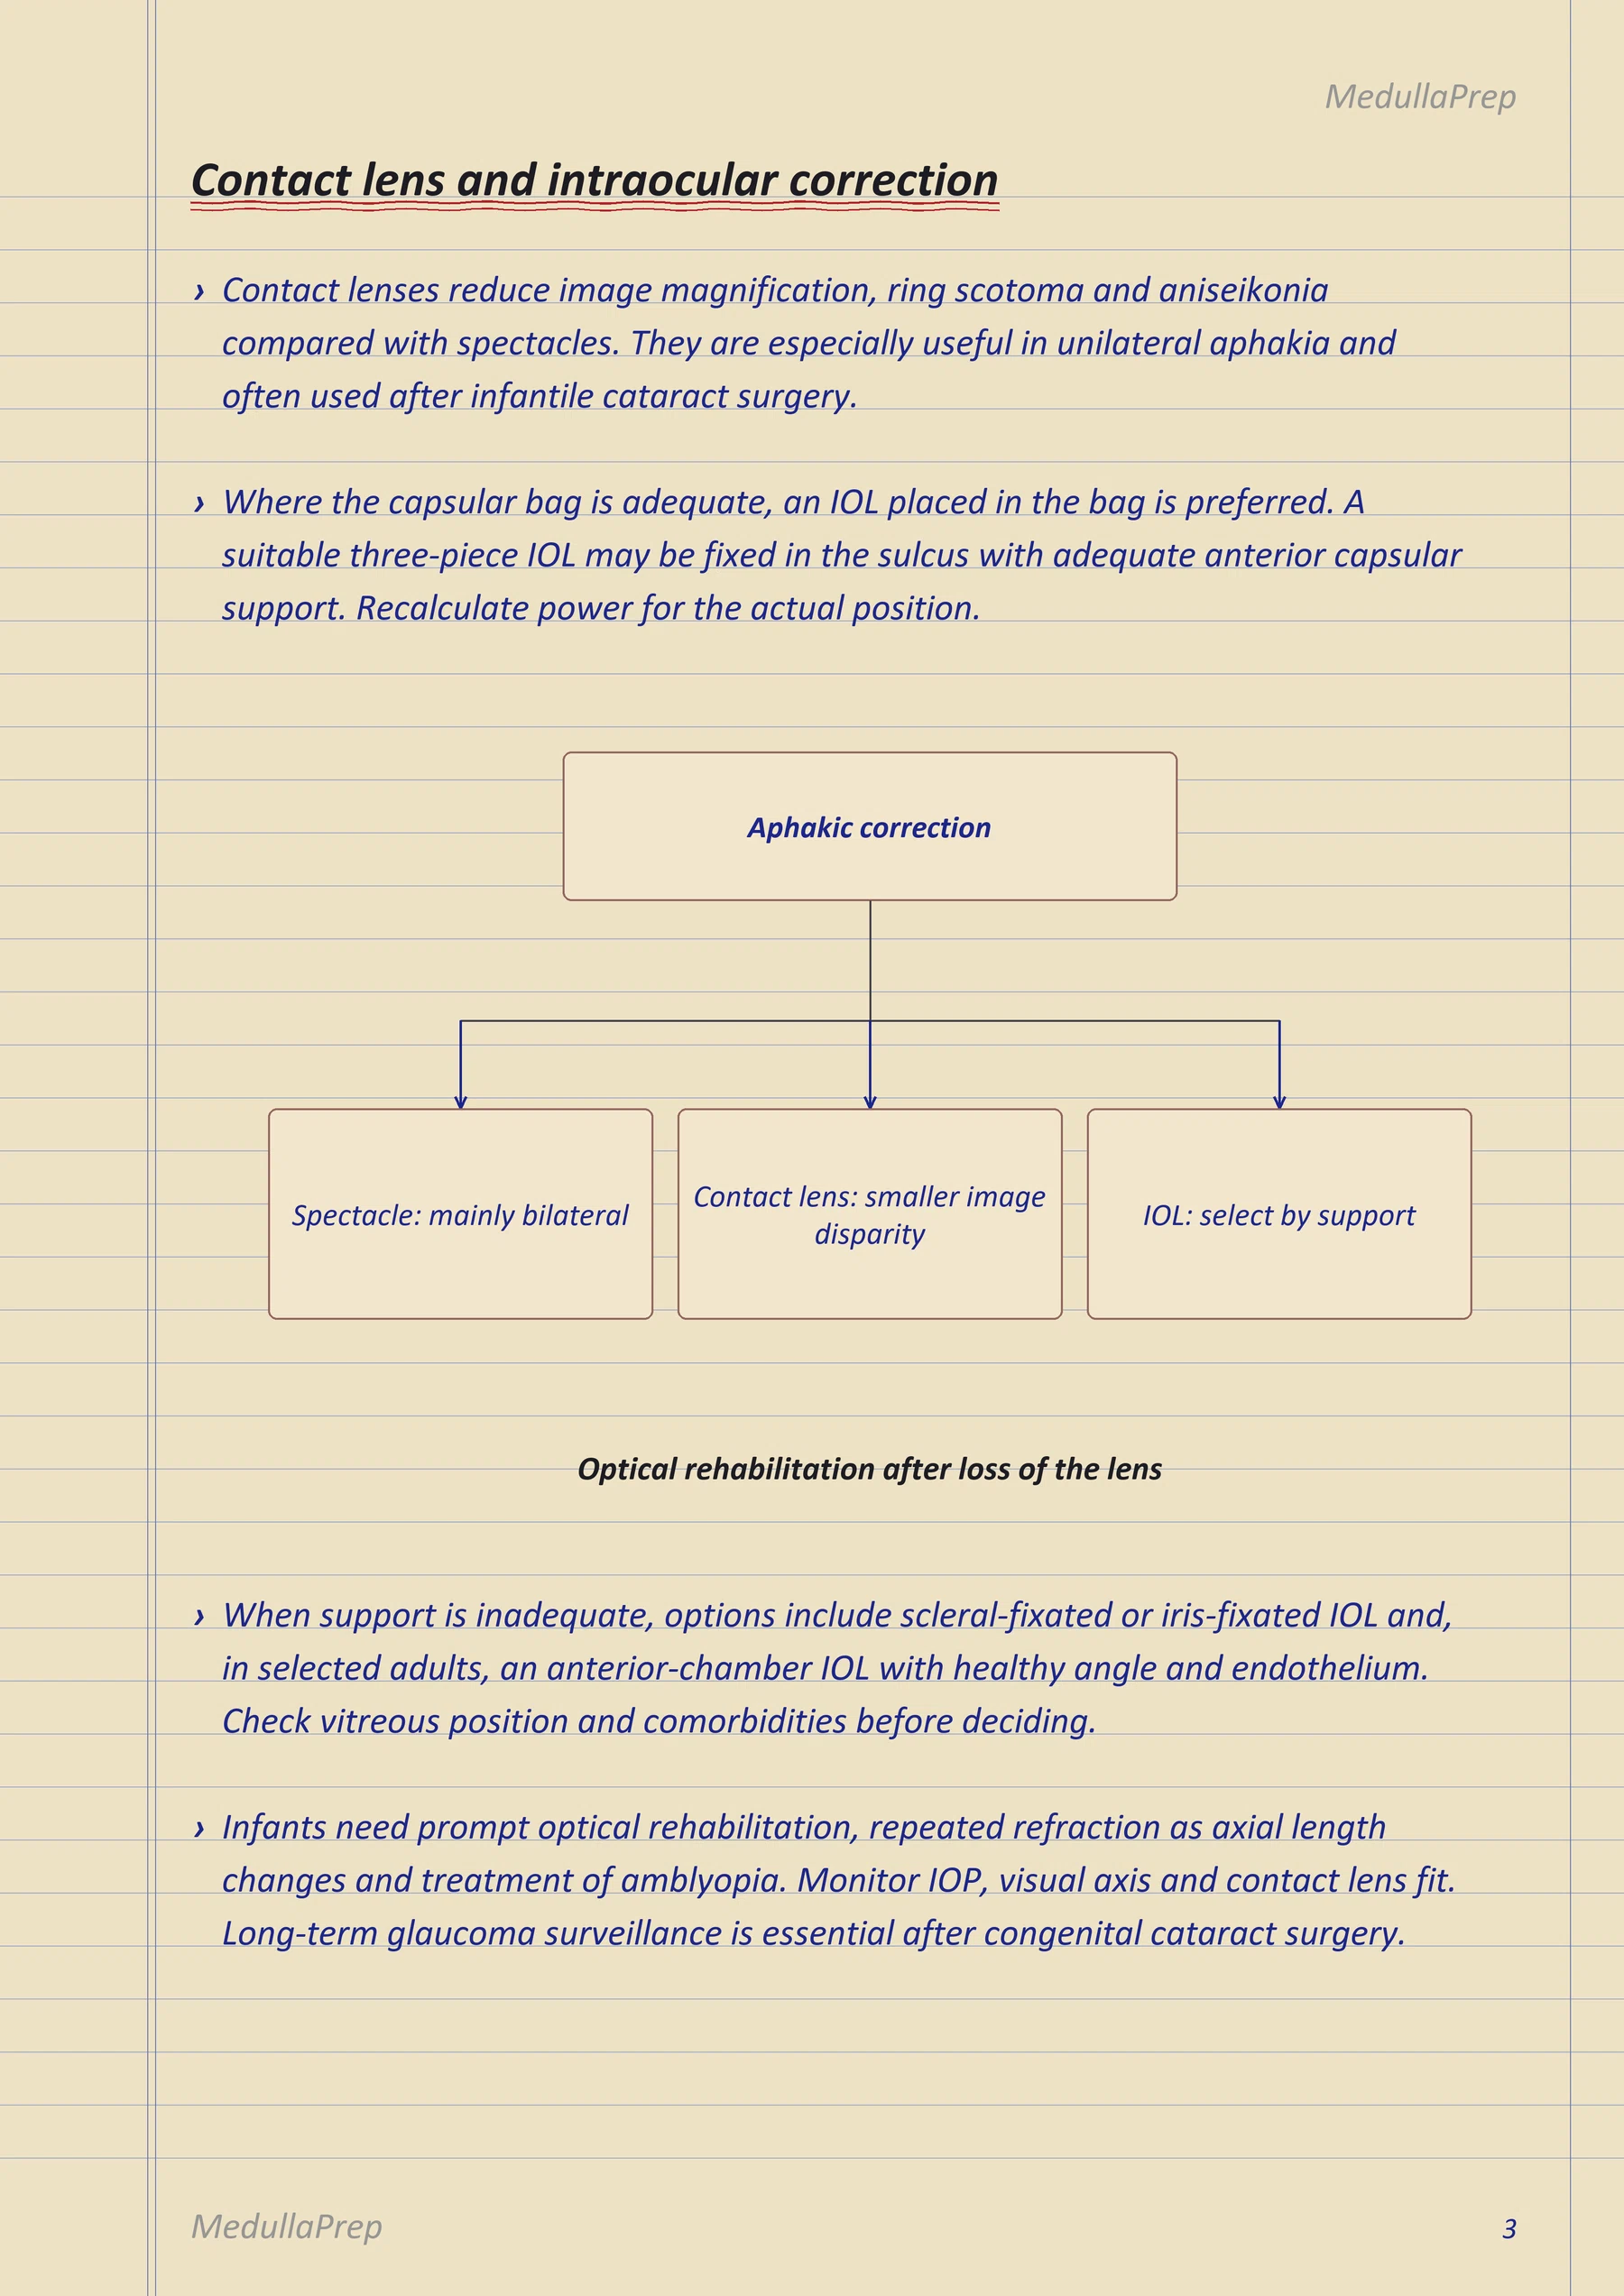 MedullaPrep
Contact lens and intraocular correction
› Contact lenses reduce image magnification, ring scotoma and aniseikonia
compared with spectacles. They are especially useful in unilateral aphakia and
often used after infantile cataract surgery.
› Where the capsular bag is adequate, an IOL placed in the bag is preferred. A
suitable three-piece IOL may be fixed in the sulcus with adequate anterior capsular
support. Recalculate power for the actual position.
Aphakic correction
Spectacle: mainly bilateral
Contact lens: smaller image
disparity
IOL: select by support
Optical rehabilitation after loss of the lens
› When support is inadequate, options include scleral-fixated or iris-fixated IOL and,
in selected adults, an anterior-chamber IOL with healthy angle and endothelium.
Check vitreous position and comorbidities before deciding.
› Infants need prompt optical rehabilitation, repeated refraction as axial length
changes and treatment of amblyopia. Monitor IOP, visual axis and contact lens fit.
Long-term glaucoma surveillance is essential after congenital cataract surgery.
MedullaPrep
3